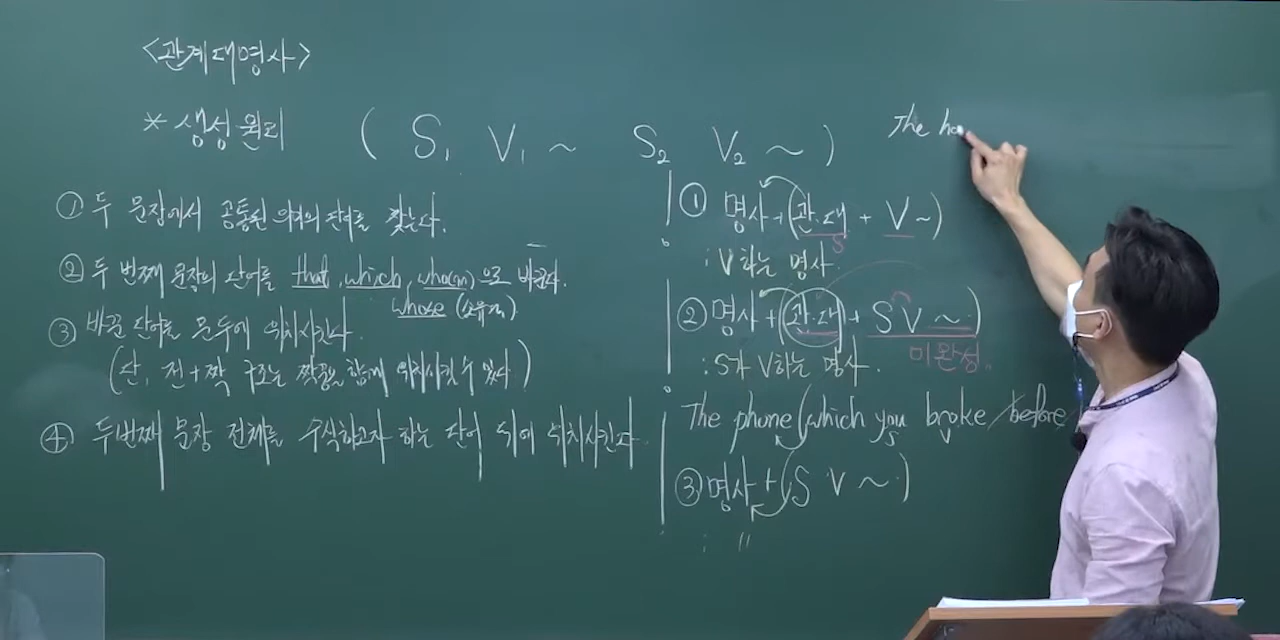 <관계대명사>
* 생성원리
( S₁ V₁ ~ S₂ V₂ ~ )
① 두 문장에서 공통된 의미의 단어를 찾는다.
② 두 번째 문장의 단어를 that, which, who(m)으로 바꾼다.
whose (소유격)
③ 바꾼 단어를 문두에 위치시킨다.
(단, 전+짝 구조는 짝꿍과 함께 위치시킬 수 있다)
④ 두번째 문장 전체를 수식하고자 하는 단어 뒤에 위치시킨다.
The ho
① 명사+(관.대 + V~)
S
: V하는 명사.
② 명사+(관.대)+ S V ~)
미완성.
: S가 V하는 명사.
The phone (which you broke before
S V
③ 명사+(S V ~.)
: "